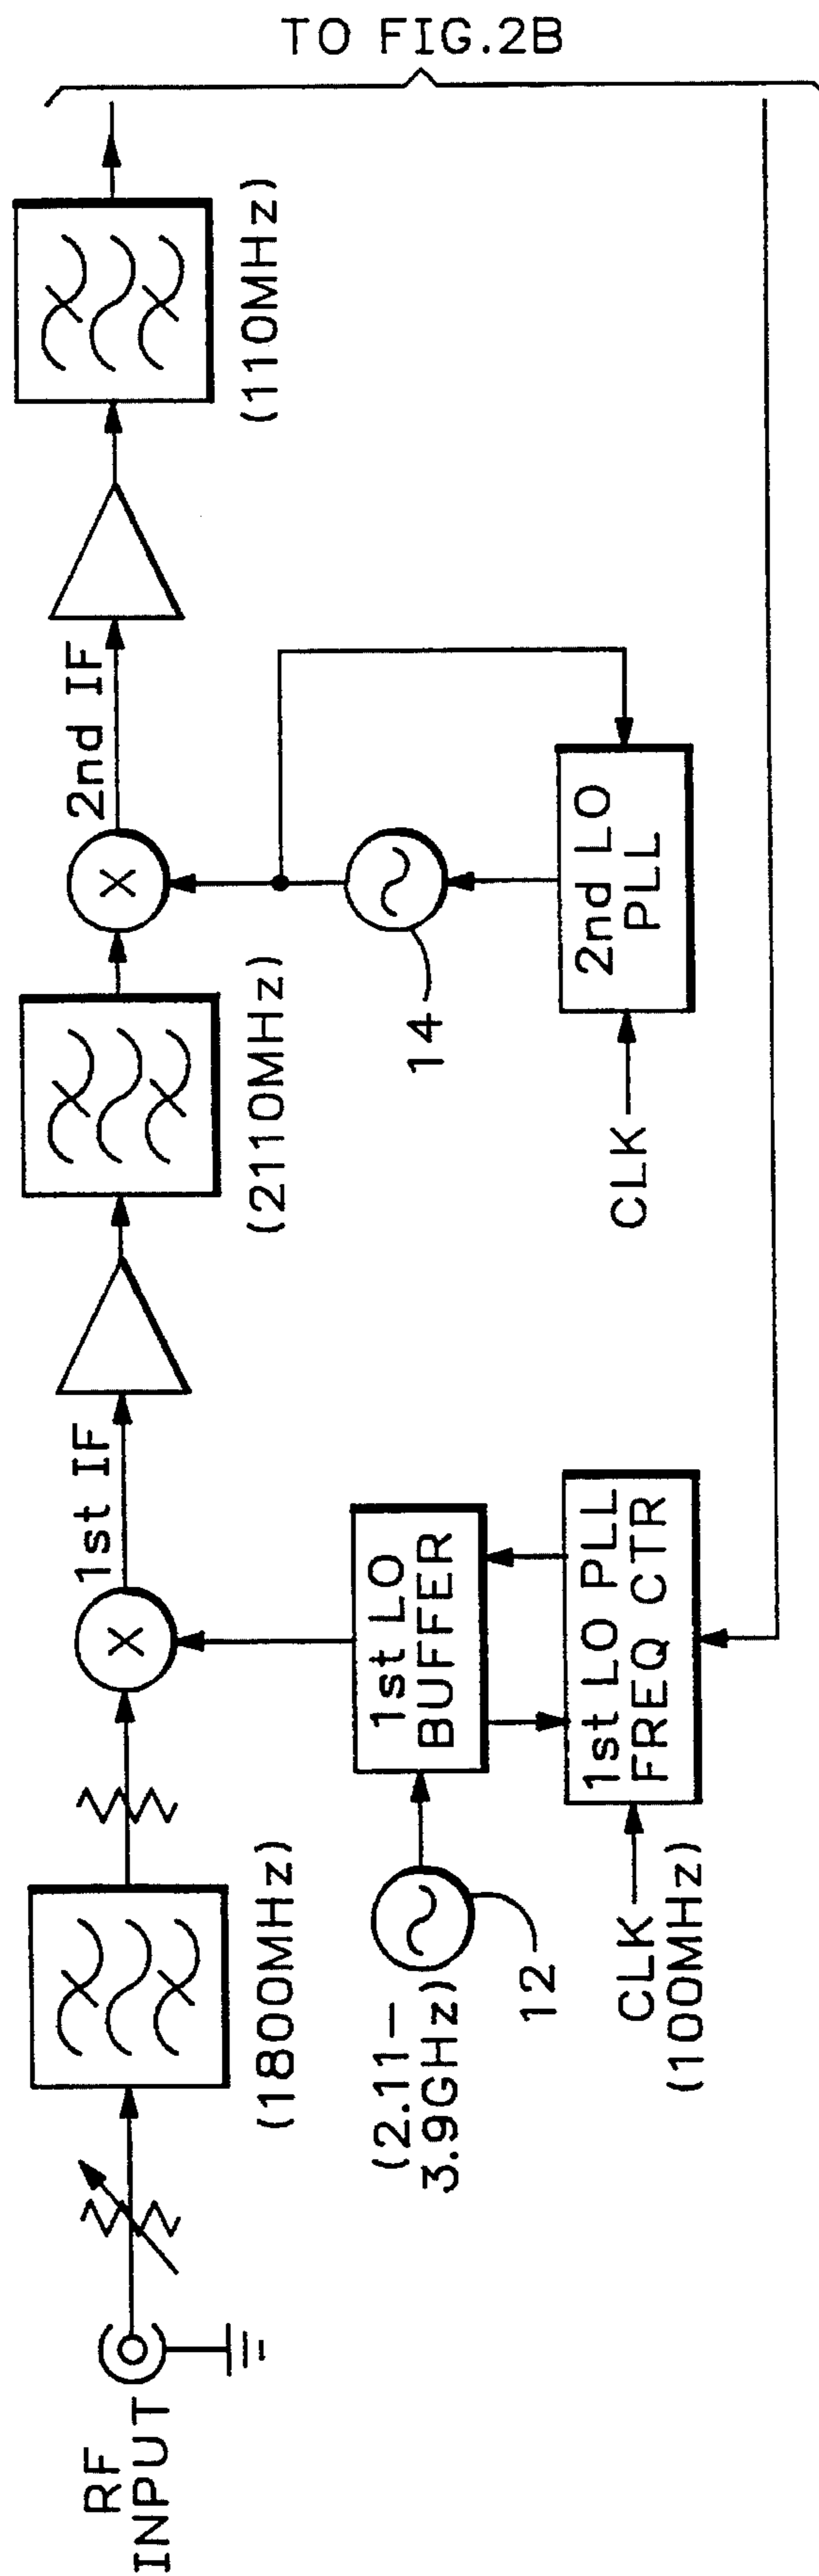 TO FIG.2B
RF
INPUT
(1800MHz)
1st IF
(2110MHz)
2nd IF
(110MHz)
X
X
(2.11–
3.9GHz)
12
1st LO
BUFFER
1st LO PLL
FREQ CTR
CLK
(100MHz)
14
2nd LO
PLL
CLK